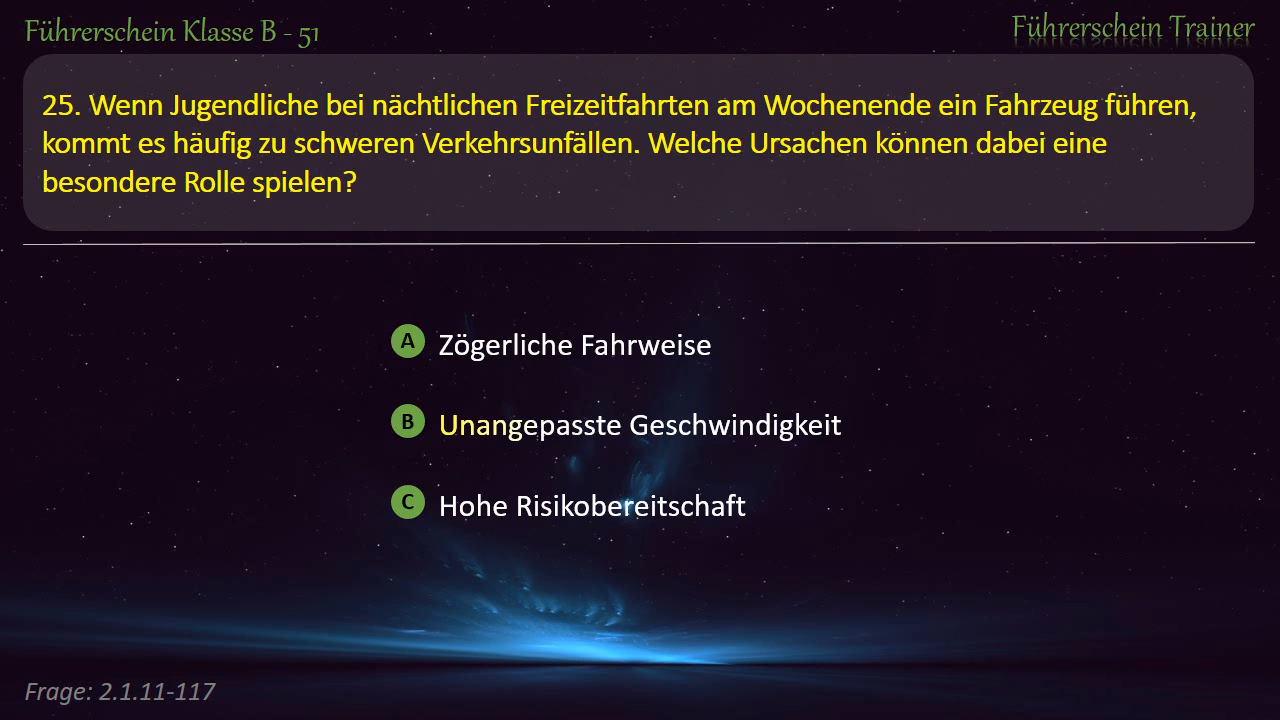 Führerschein Klasse B - 51
Führerschein Trainer
25. Wenn Jugendliche bei nächtlichen Freizeitfahrten am Wochenende ein Fahrzeug führen,
kommt es häufig zu schweren Verkehrsunfällen. Welche Ursachen können dabei eine
besondere Rolle spielen?
A Zögerliche Fahrweise
B Unangepasste Geschwindigkeit
C Hohe Risikobereitschaft
Frage: 2.1.11-117